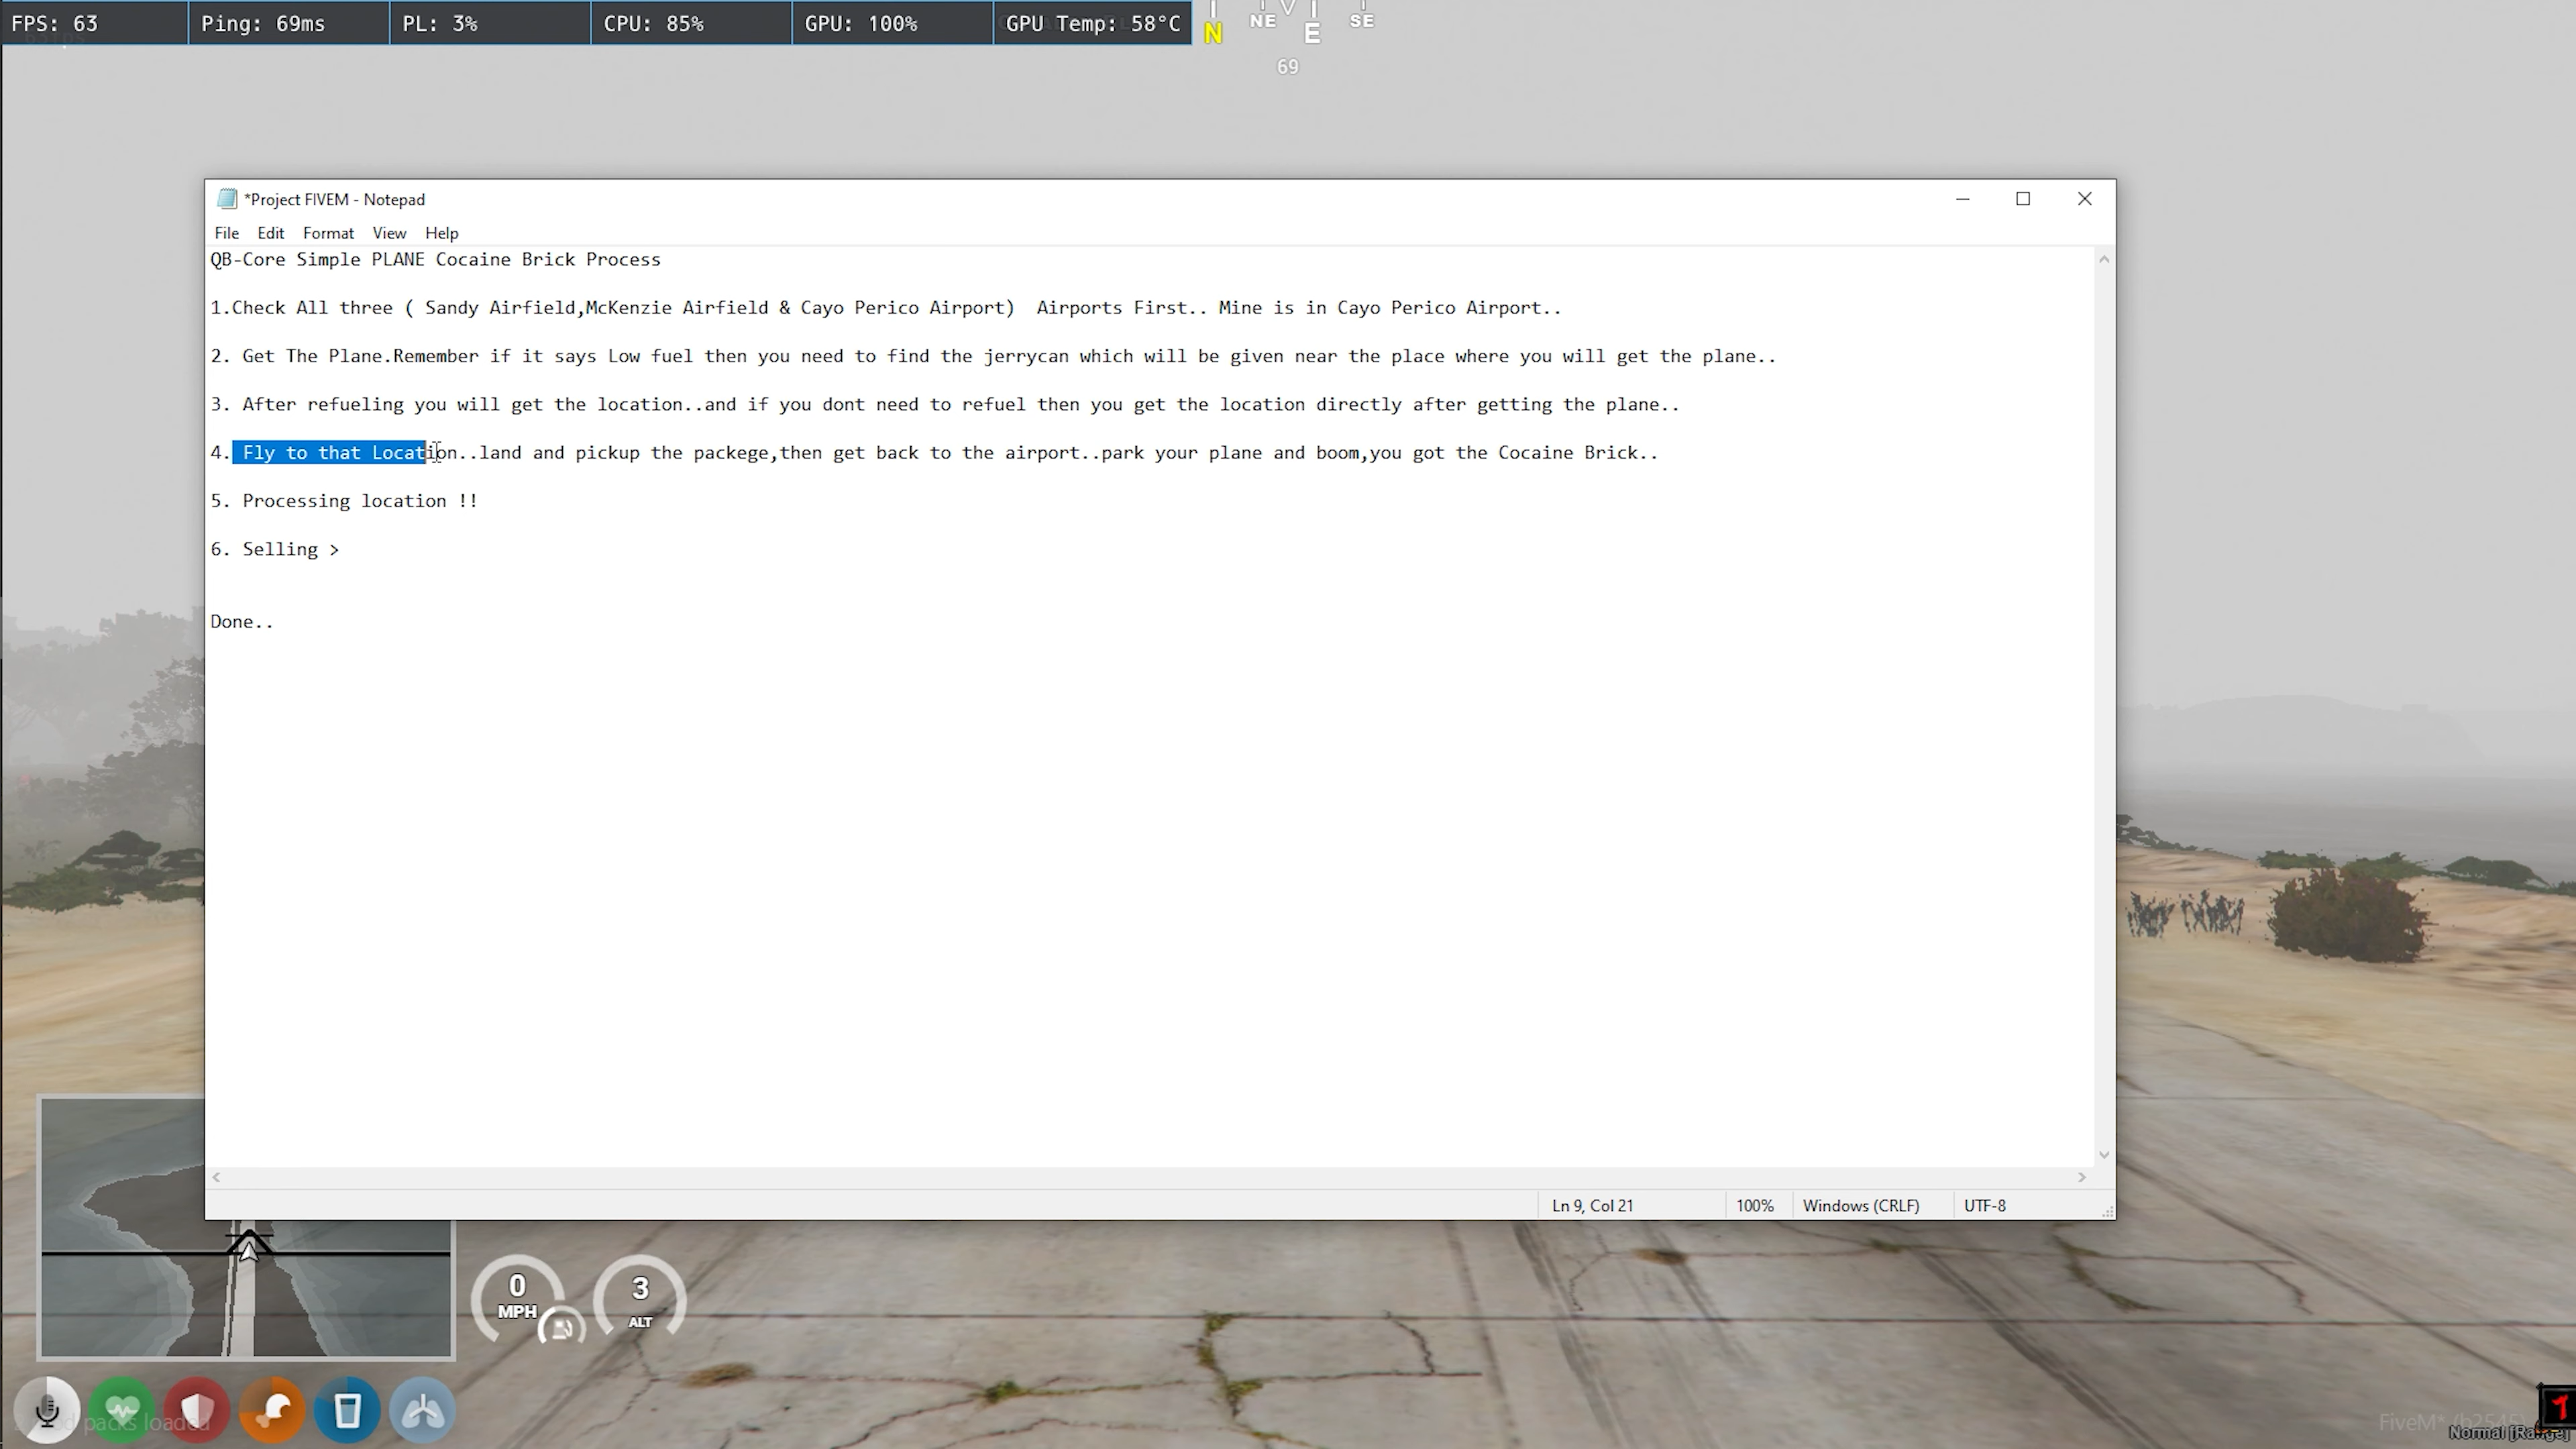 FPS: 63 Ping: 69ms PL: 3% CPU: 85% GPU: 100% GPU Temp: 58°C
N NE E SE
69
*Project FIVEM - Notepad
File Edit Format View Help
QB-Core Simple PLANE Cocaine Brick Process
1.Check All three ( Sandy Airfield,McKenzie Airfield & Cayo Perico Airport)  Airports First.. Mine is in Cayo Perico Airport..
2. Get The Plane.Remember if it says Low fuel then you need to find the jerrycan which will be given near the place where you will get the plane..
3. After refueling you will get the location..and if you dont need to refuel then you get the location directly after getting the plane..
4. Fly to that Location..land and pickup the packege,then get back to the airport..park your plane and boom,you got the Cocaine Brick..
5. Processing location !!
6. Selling >
Done..
Ln 9, Col 21 100% Windows (CRLF) UTF-8
0 MPH
3 ALT
packs loaded
FiveM*
Normal